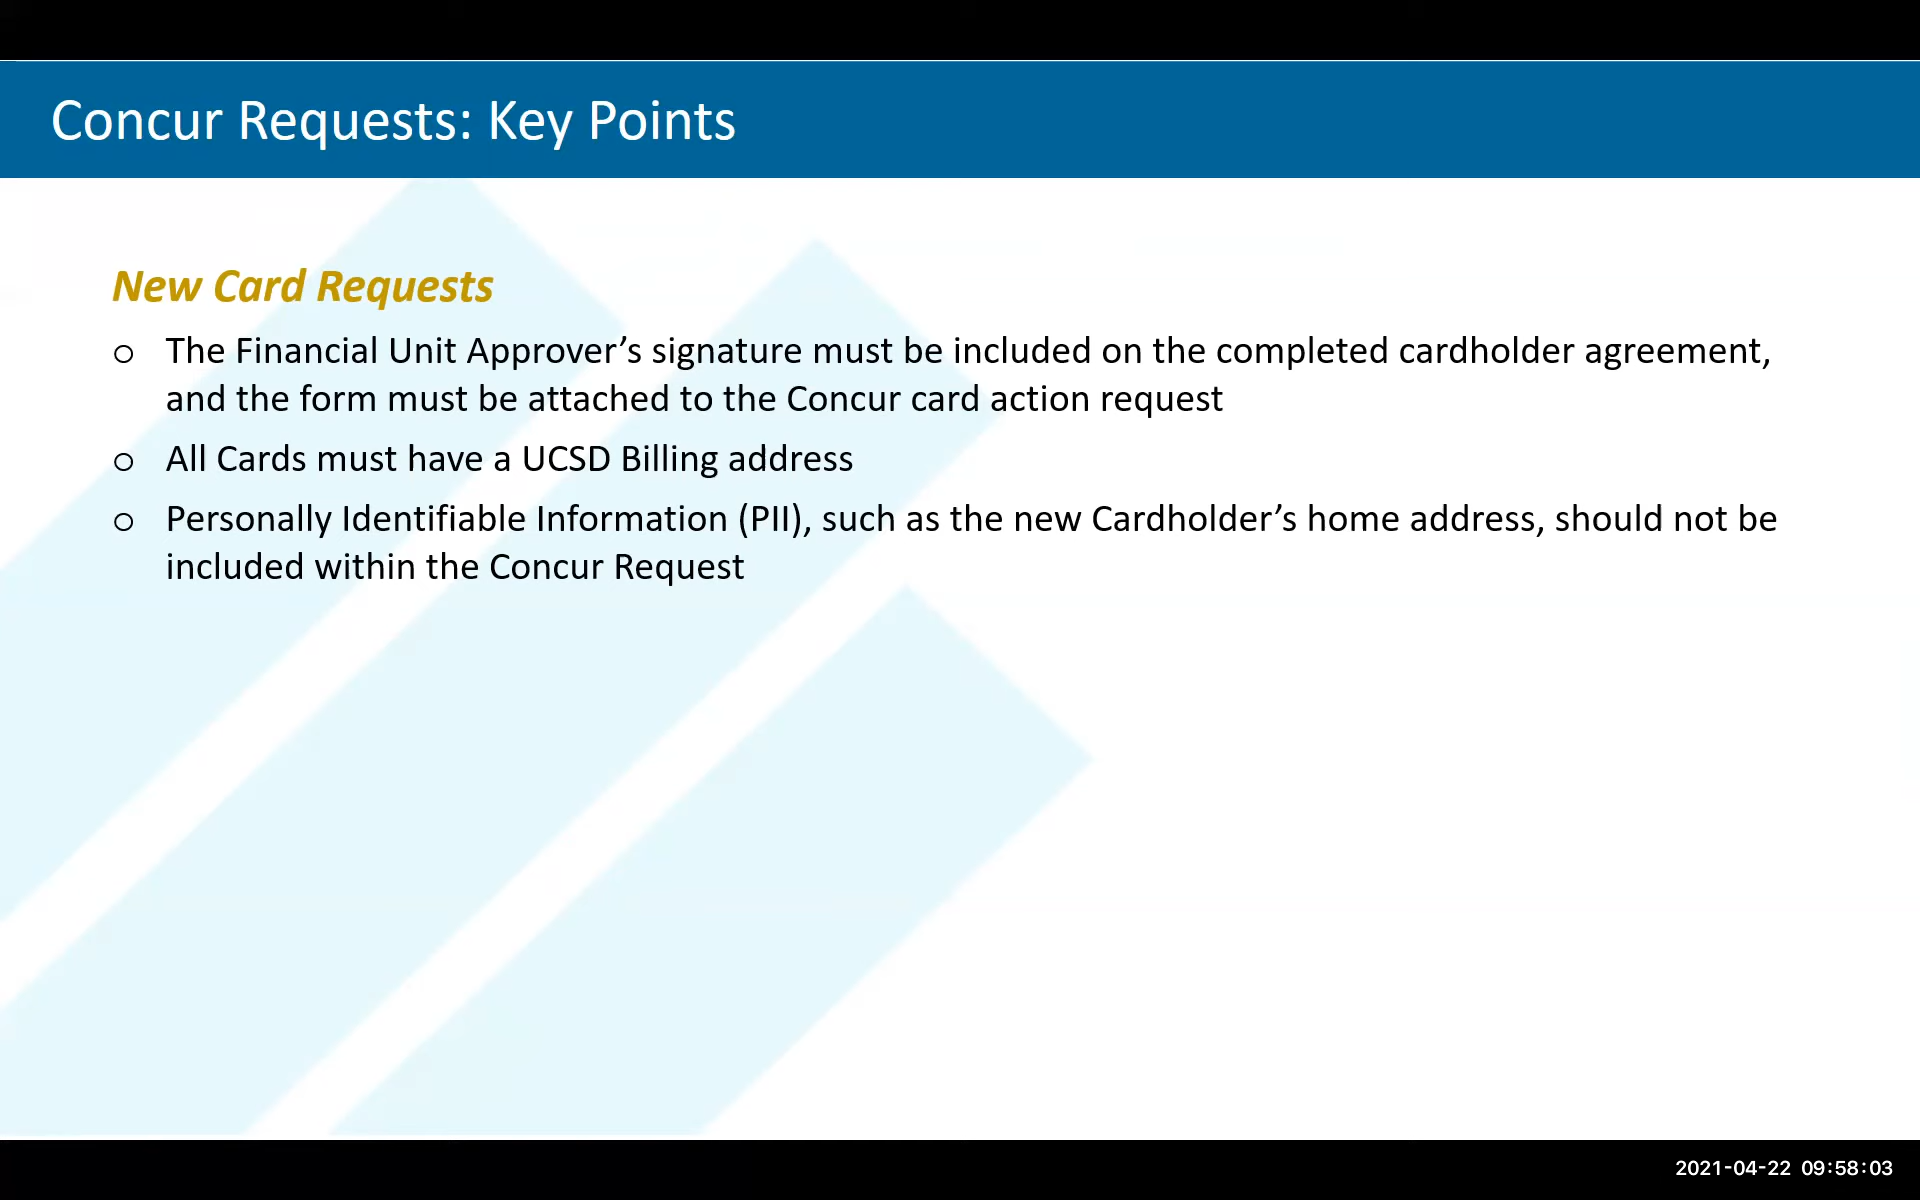 Concur Requests: Key Points
New Card Requests
○ The Financial Unit Approver’s signature must be included on the completed cardholder agreement,
and the form must be attached to the Concur card action request
○ All Cards must have a UCSD Billing address
○ Personally Identifiable Information (PII), such as the new Cardholder’s home address, should not be
included within the Concur Request
2021-04-22 09:58:03